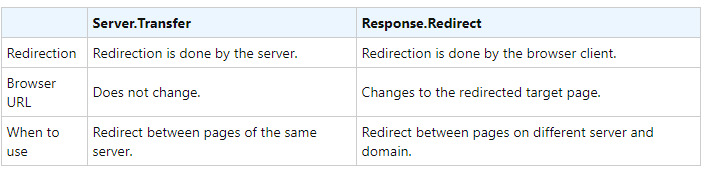 Server.Transfer Response.Redirect
Redirection Redirection is done by the server. Redirection is done by the browser client.
Browser
URL Does not change. Changes to the redirected target page.
When to
use Redirect between pages of the same
server. Redirect between pages on different server and
domain.